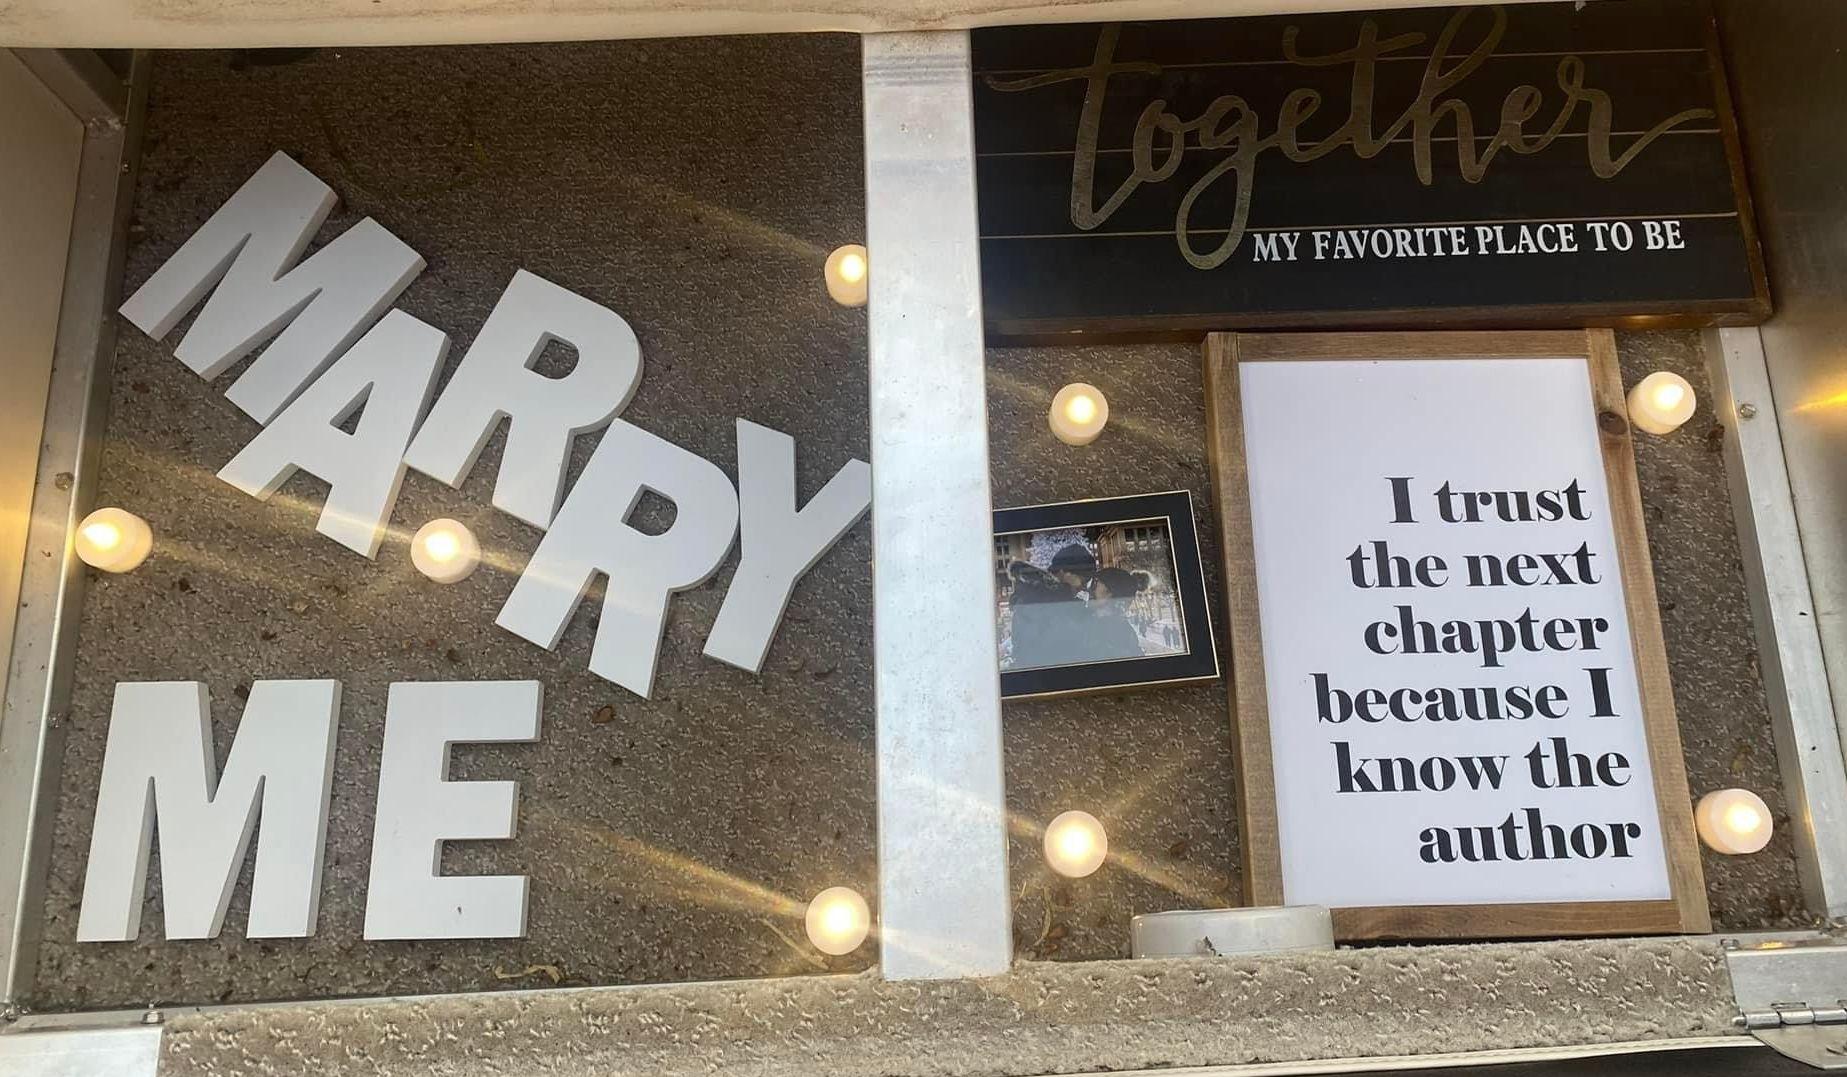 MARRY
ME
together
MY FAVORITE PLACE TO BE
I trust
the next
chapter
because I
know the
author